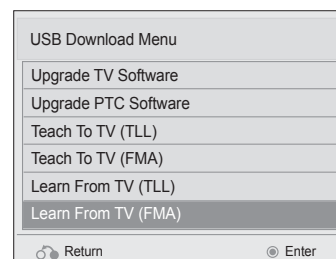 USB Download Menu
Upgrade TV Software
Upgrade PTC Software
Teach To TV (TLL)
Teach To TV (FMA)
Learn From TV (TLL)
Learn From TV (FMA)
Return Enter